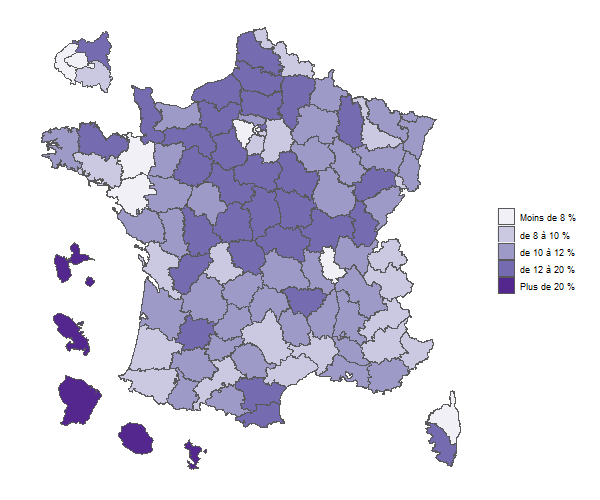 Moins de 8 %
de 8 à 10 %
de 10 à 12 %
de 12 à 20 %
Plus de 20 %